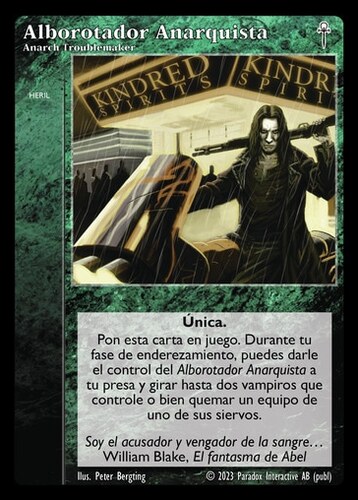 Alborotador Anarquista
Anarch Troublemaker
HERIL
KINDRED
SPIRITS
KINDR
SPIRI
Única.
Pon esta carta en juego. Durante tu
fase de enderezamiento, puedes darle
el control del Alborotador Anarquista a
tu presa y girar hasta dos vampiros que
controle o bien quemar un equipo de
uno de sus siervos.
Soy el acusador y vengador de la sangre…
William Blake, El fantasma de Abel
Ilus. Peter Bergting © 2023 Paradox Interactive AB (publ)